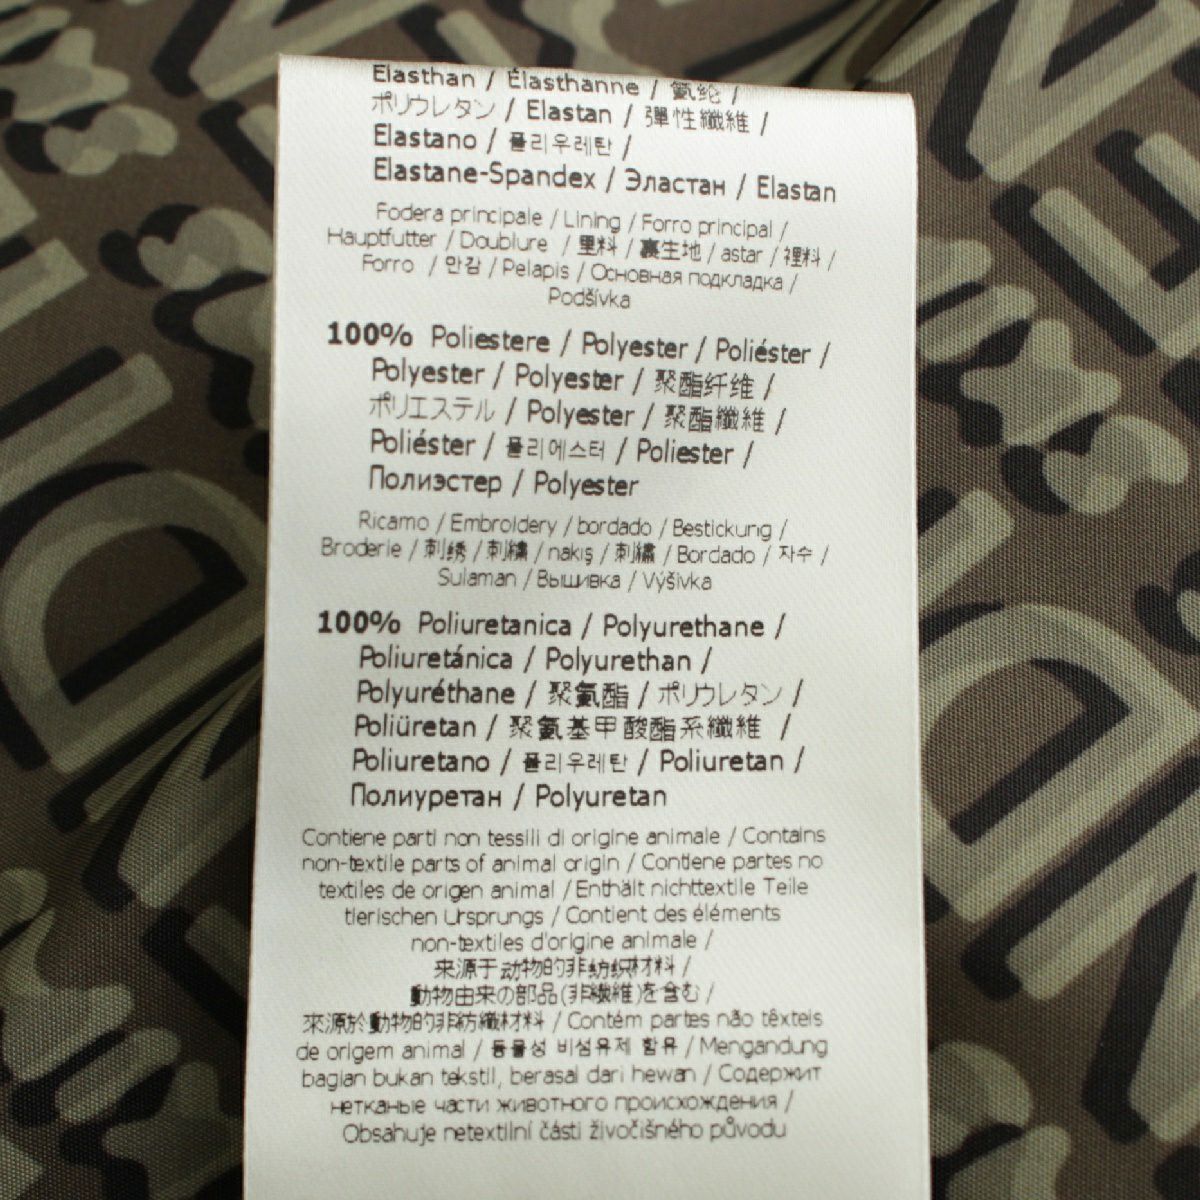 Elasthan / Élasthanne / 氨纶 /
ポリウレタン / Elastan / 彈性纖維 /
Elastano / 폴리우레탄 /
Elastane-Spandex / Эластан / Elastan
Fodera principale / Lining / Forro principal /
Hauptfutter / Doublure / 里料 / 裏生地 / astar / 裡料 /
Forro / 안감 / Pelapis / Основная подкладка /
Podšívka
100% Poliestere / Polyester / Poliéster /
Polyester / Polyester / 聚酯纤维 /
ポリエステル / Polyester / 聚酯纖維 /
Poliéster / 폴리에스터 / Poliester /
Полиэстер / Polyester
Ricamo / Embroidery / bordado / Bestickung /
Broderie / 刺绣 / 刺繍 / nakış / 刺繡 / Bordado / 자수 /
Sulaman / Вышивка / Výšivka
100% Poliuretanica / Polyurethane /
Poliuretánica / Polyurethan /
Polyuréthane / 聚氨酯 / ポリウレタン /
Poliüretan / 聚氨基甲酸酯系纖維 /
Poliuretano / 폴리우레탄 / Poliuretan /
Полиуретан / Polyuretan
Contiene parti non tessili di origine animale / Contains
non-textile parts of animal origin / Contiene partes no
textiles de origen animal / Enthält nichttextile Teile
tierischen Ursprungs / Contient des éléments
non-textiles d'origine animale /
来源于动物的非纺织材料 /
動物由来の部品(非繊維)を含む /
來源於動物的非紡織材料 / Contém partes não têxteis
de origem animal / 동물성 비섬유제 함유 / Mengandung
bagian bukan tekstil, berasal dari hewan / Содержит
нетканые части животного происхождения /
Obsahuje netextilní části živočišného původu